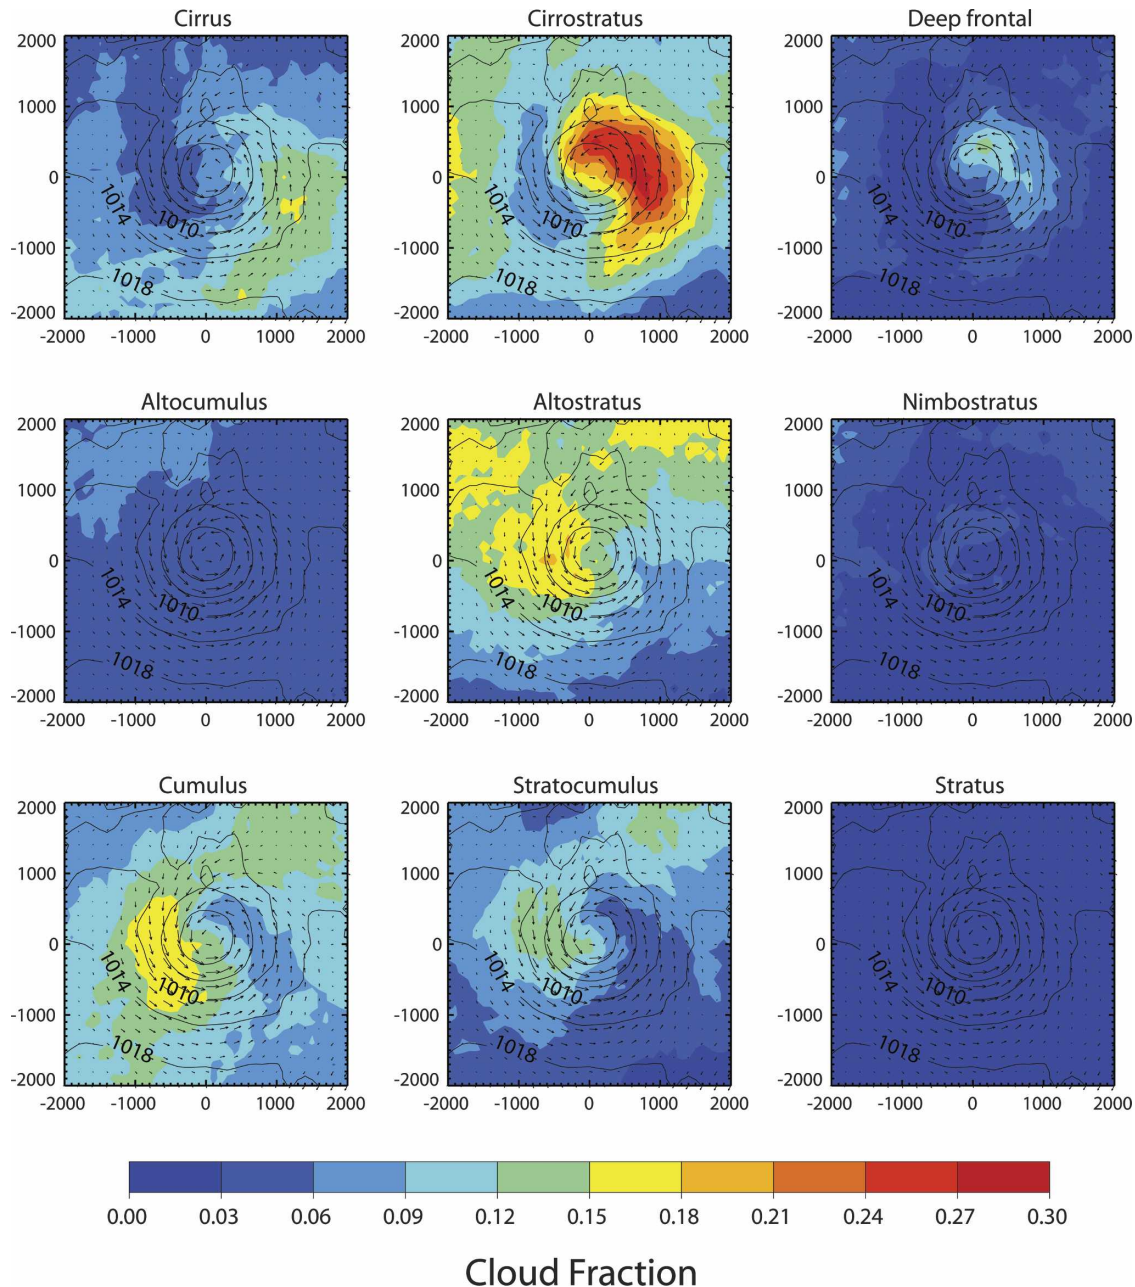 Cirrus Cirrostratus Deep frontal
2000 2000 2000
1000 1000 1000
0 0 0
1014 1010 1014 1010 1014 1010
-1000 -1000 -1000
1018 1018 1018
-2000 -2000 -2000
-2000 -1000 0 1000 2000 -2000 -1000 0 1000 2000 -2000 -1000 0 1000 2000
Altocumulus Altostratus Nimbostratus
2000 2000 2000
1000 1000 1000
0 0 0
1014 1010 1014 1010 1014 1010
-1000 -1000 -1000
1018 1018 1018
-2000 -2000 -2000
-2000 -1000 0 1000 2000 -2000 -1000 0 1000 2000 -2000 -1000 0 1000 2000
Cumulus Stratocumulus Stratus
2000 2000 2000
1000 1000 1000
0 0 0
1014 1010 1014 1010 1014 1010
-1000 -1000 -1000
1018 1018 1018
-2000 -2000 -2000
-2000 -1000 0 1000 2000 -2000 -1000 0 1000 2000 -2000 -1000 0 1000 2000
0.00 0.03 0.06 0.09 0.12 0.15 0.18 0.21 0.24 0.27 0.30
Cloud Fraction